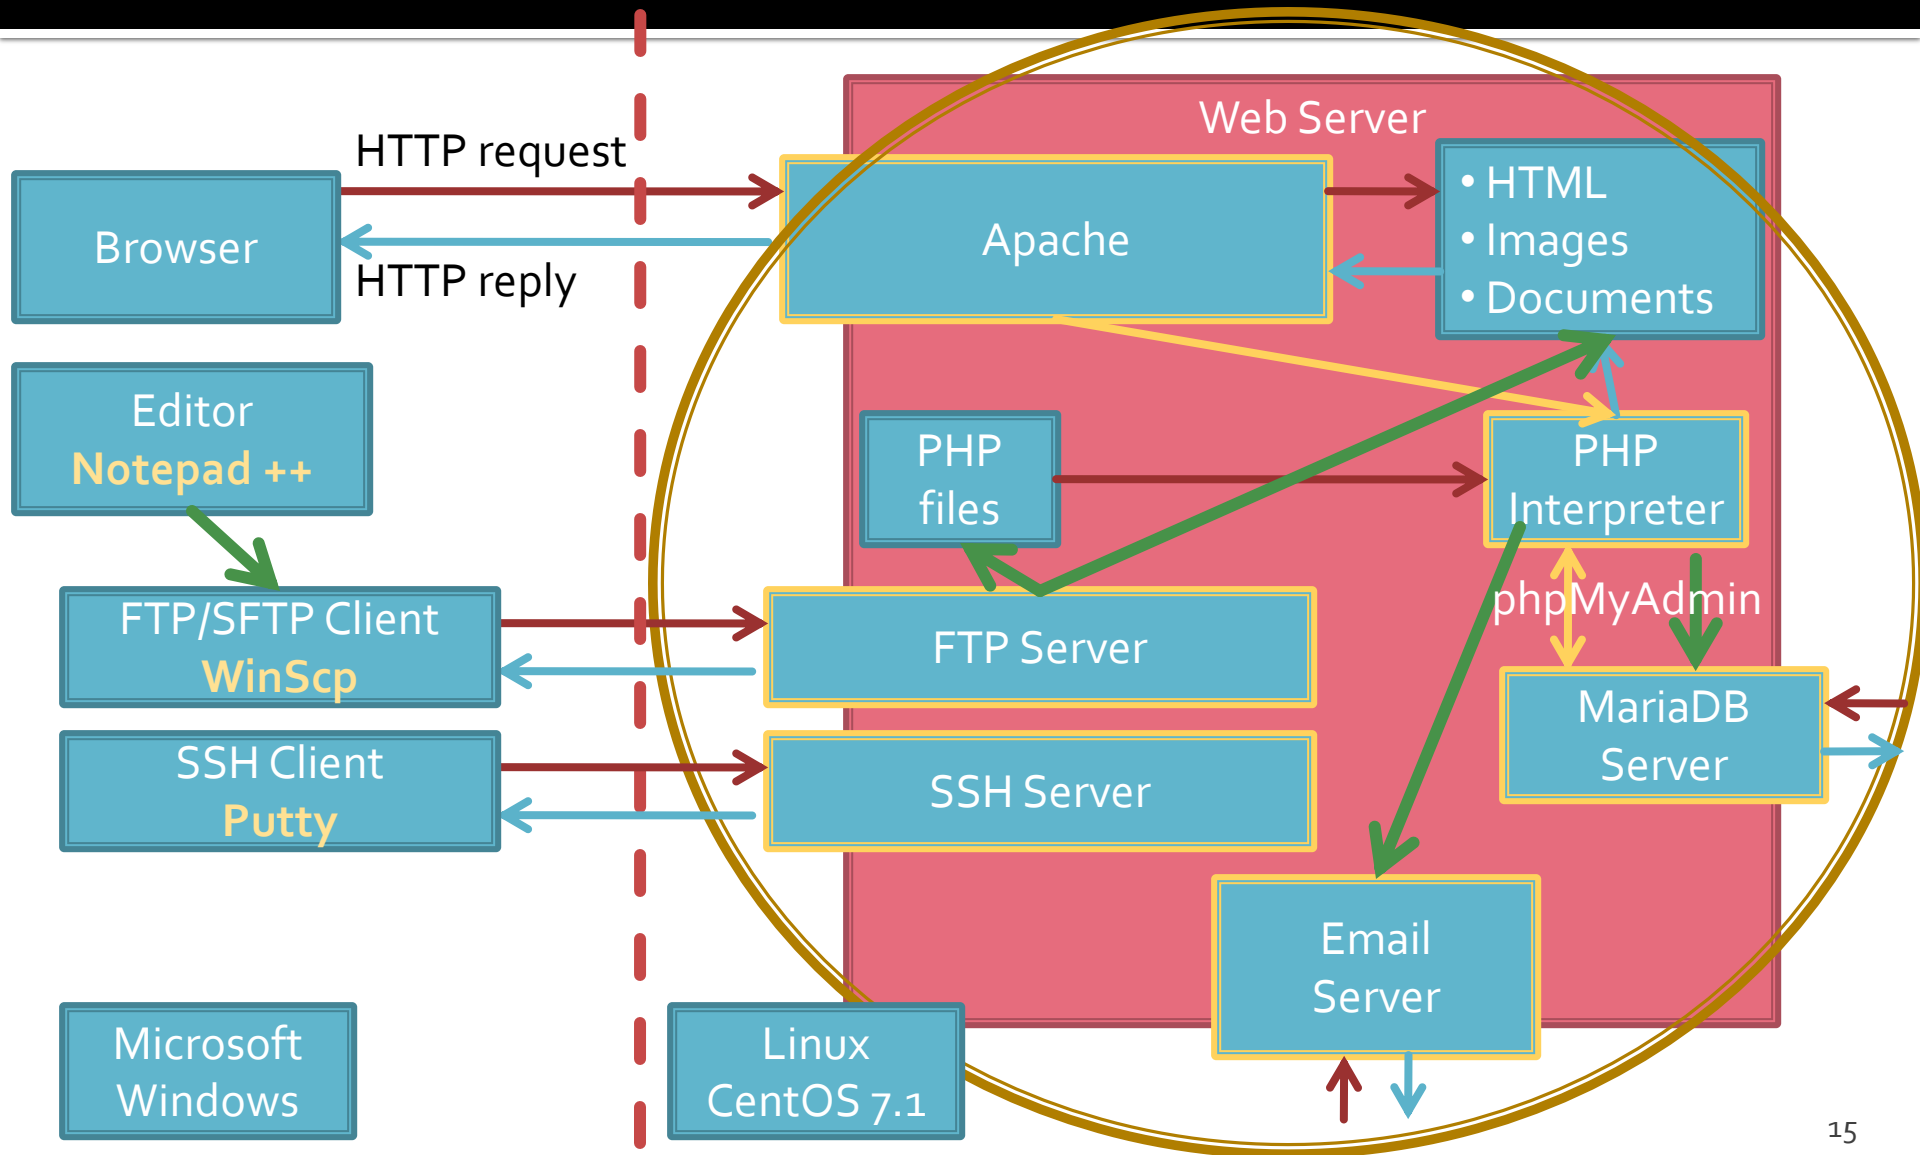 Web Server
HTTP request
HTTP reply
Browser
Apache
• HTML
• Images
• Documents
Editor
Notepad ++
PHP
files
PHP
Interpreter
phpMyAdmin
FTP/SFTP Client
WinScp
FTP Server
MariaDB
Server
SSH Client
Putty
SSH Server
Email
Server
Microsoft
Windows
Linux
CentOS 7.1
15